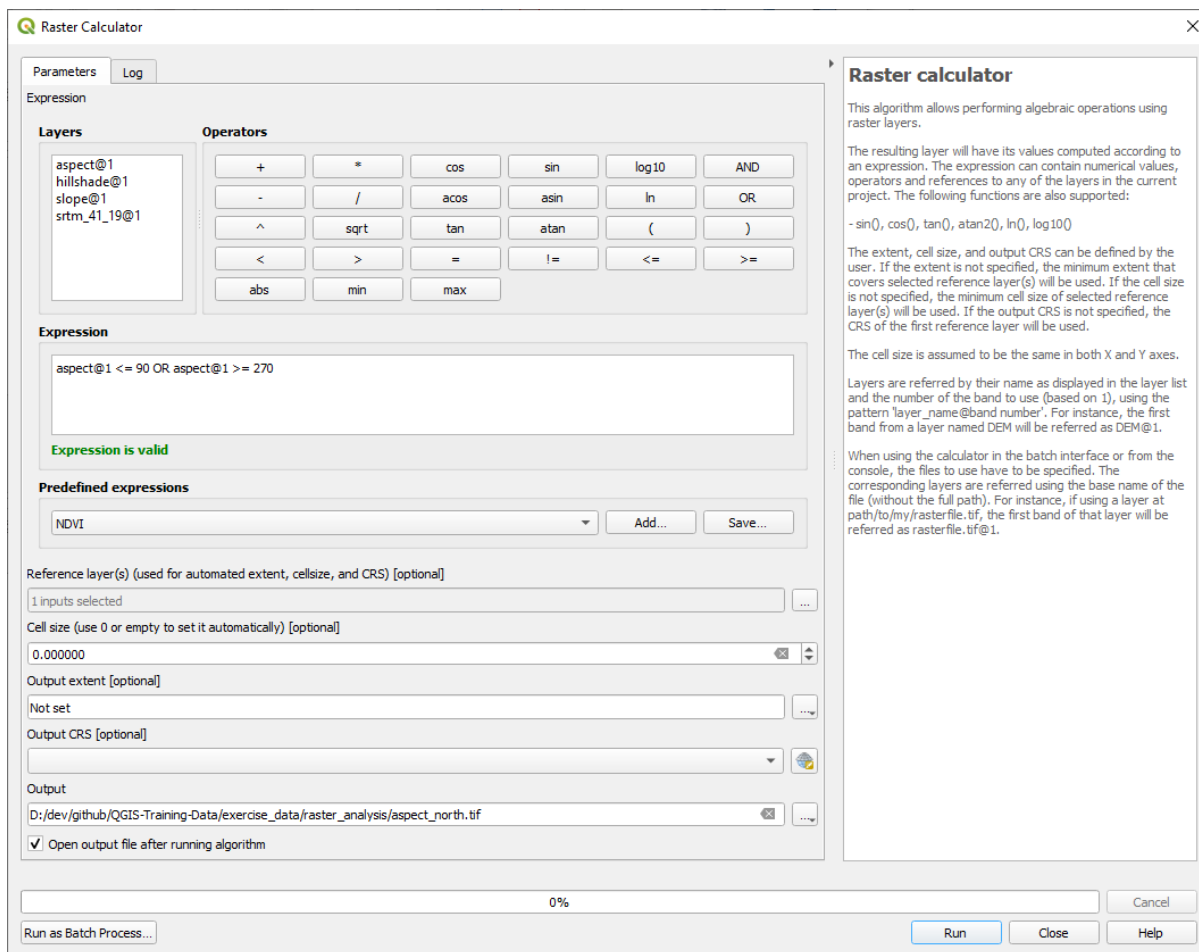 Raster Calculator
Parameters
Log
Expression
Layers
Operators
aspect@1
hillshade@1
slope@1
srtm_41_19@1
+ * cos sin log10 AND
- / acos asin ln OR
^ sqrt tan atan ( )
< > = != <= >=
abs min max
Expression
aspect@1 <= 90 OR aspect@1 >= 270
Expression is valid
Predefined expressions
NDVI
Add...
Save...
Reference layer(s) (used for automated extent, cellsize, and CRS) [optional]
1 inputs selected
...
Cell size (use 0 or empty to set it automatically) [optional]
0.000000
Output extent [optional]
Not set
...
Output CRS [optional]
Output
D:/dev/github/QGIS-Training-Data/exercise_data/raster_analysis/aspect_north.tif
...
Open output file after running algorithm
Raster calculator
This algorithm allows performing algebraic operations using
raster layers.
The resulting layer will have its values computed according to
an expression. The expression can contain numerical values,
operators and references to any of the layers in the current
project. The following functions are also supported:
- sin(), cos(), tan(), atan2(), ln(), log10()
The extent, cell size, and output CRS can be defined by the
user. If the extent is not specified, the minimum extent that
covers selected reference layer(s) will be used. If the cell size
is not specified, the minimum cell size of selected reference
layer(s) will be used. If the output CRS is not specified, the
CRS of the first reference layer will be used.
The cell size is assumed to be the same in both X and Y axes.
Layers are referred by their name as displayed in the layer list
and the number of the band to use (based on 1), using the
pattern 'layer_name@band number'. For instance, the first
band from a layer named DEM will be referred as DEM@1.
When using the calculator in the batch interface or from the
console, the files to use have to be specified. The
corresponding layers are referred using the base name of the
file (without the full path). For instance, if using a layer at
path/to/my/rasterfile.tif, the first band of that layer will be
referred as rasterfile.tif@1.
0%
Cancel
Run as Batch Process...
Run
Close
Help